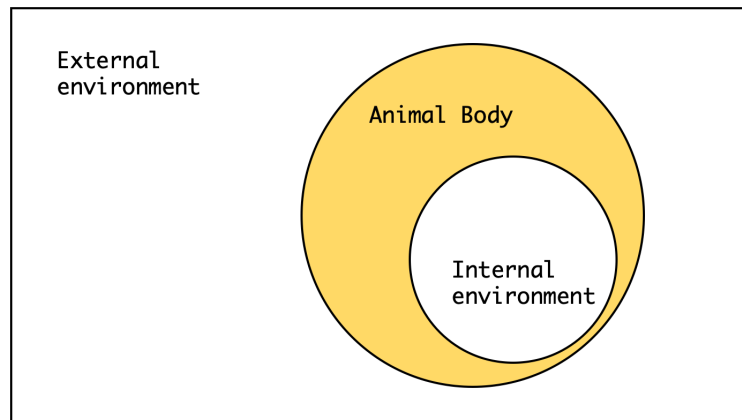 External
environment
Animal Body
Internal
environment